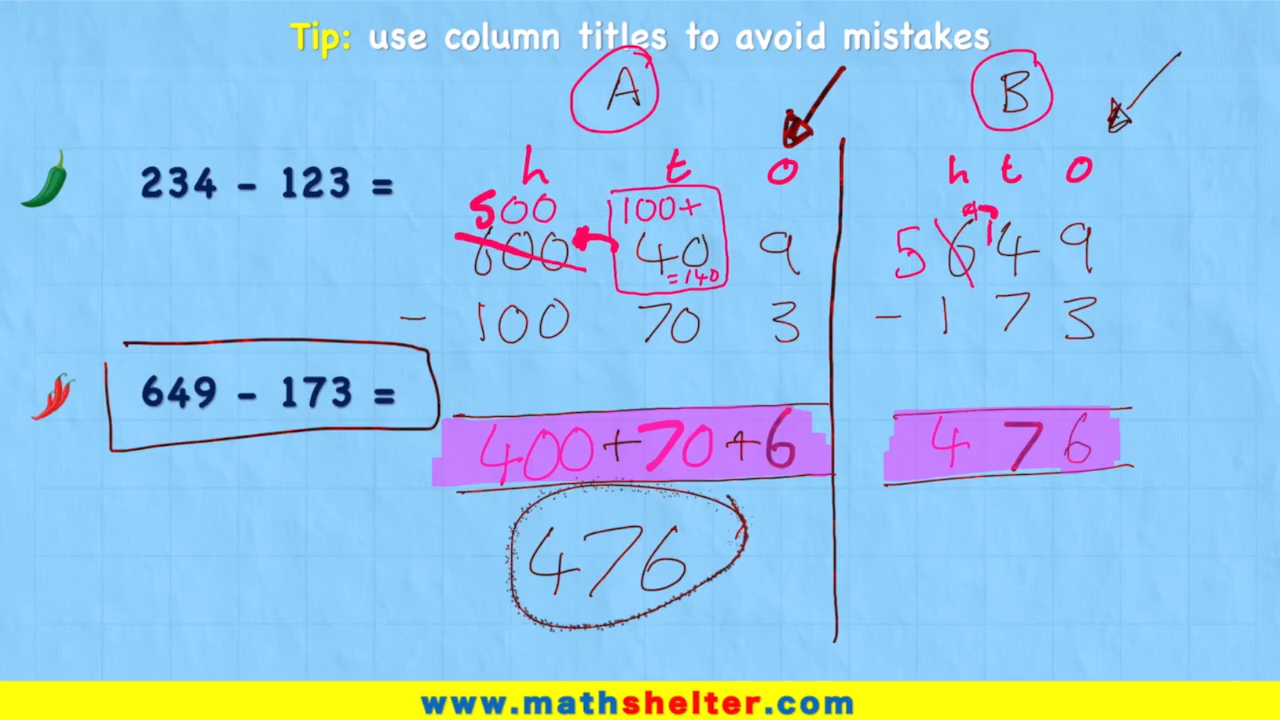 Tip: use column titles to avoid mistakes
A
B
h t o
h t o
234 - 123 =
500 100+
600 40 9
=140
- 100 70 3
5 6 1 4 9
- 1 7 3
649 - 173 =
400+70+6
4 7 6
476
www.mathshelter.com